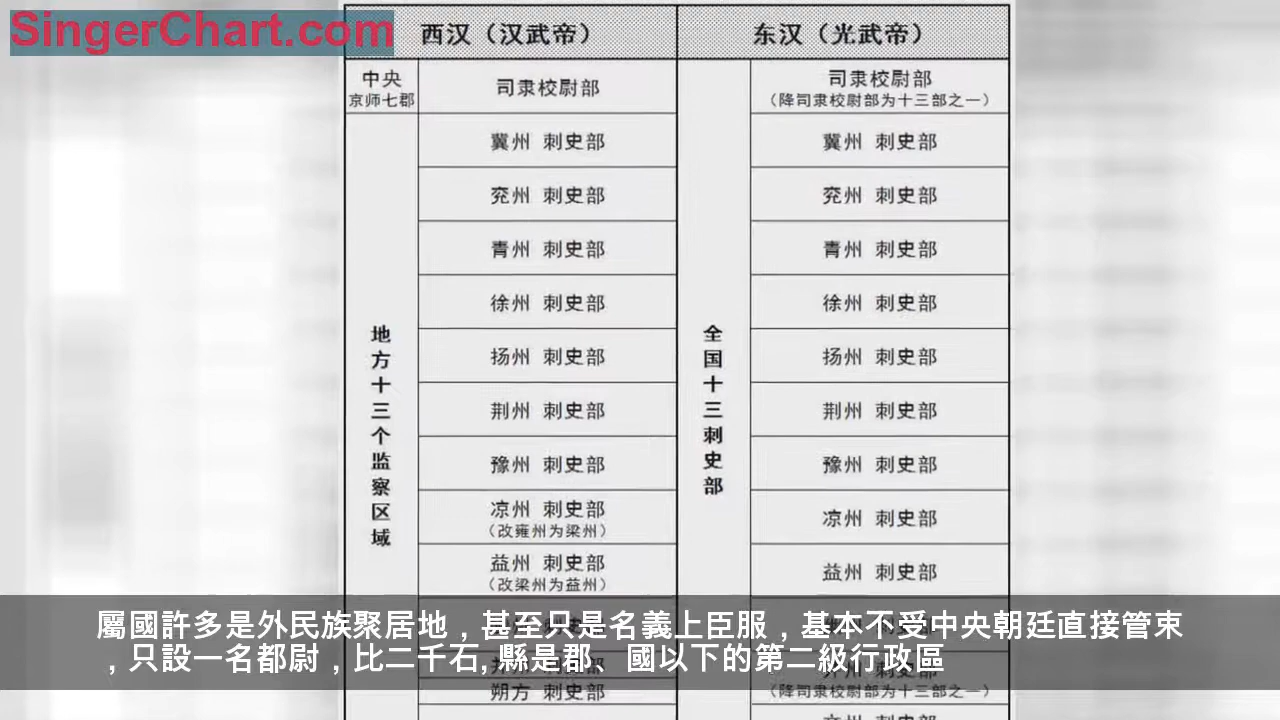 SingerChart.com
西汉（汉武帝）
东汉（光武帝）
中央
京师七郡
司隶校尉部
司隶校尉部
（降司隶校尉部为十三部之一）
冀州 刺史部
冀州 刺史部
兖州 刺史部
兖州 刺史部
青州 刺史部
青州 刺史部
徐州 刺史部
徐州 刺史部
地方十三个监察区域
全国十三刺史部
扬州 刺史部
扬州 刺史部
荆州 刺史部
荆州 刺史部
豫州 刺史部
豫州 刺史部
凉州 刺史部
（改雍州为梁州）
凉州 刺史部
益州 刺史部
（改梁州为益州）
益州 刺史部
朔方 刺史部
并州 刺史部
（降司隶校尉部为十三部之一）
屬國許多是外民族聚居地，甚至只是名義上臣服，基本不受中央朝廷直接管束
，只設一名都尉，比二千石,縣是郡、國以下的第二級行政區